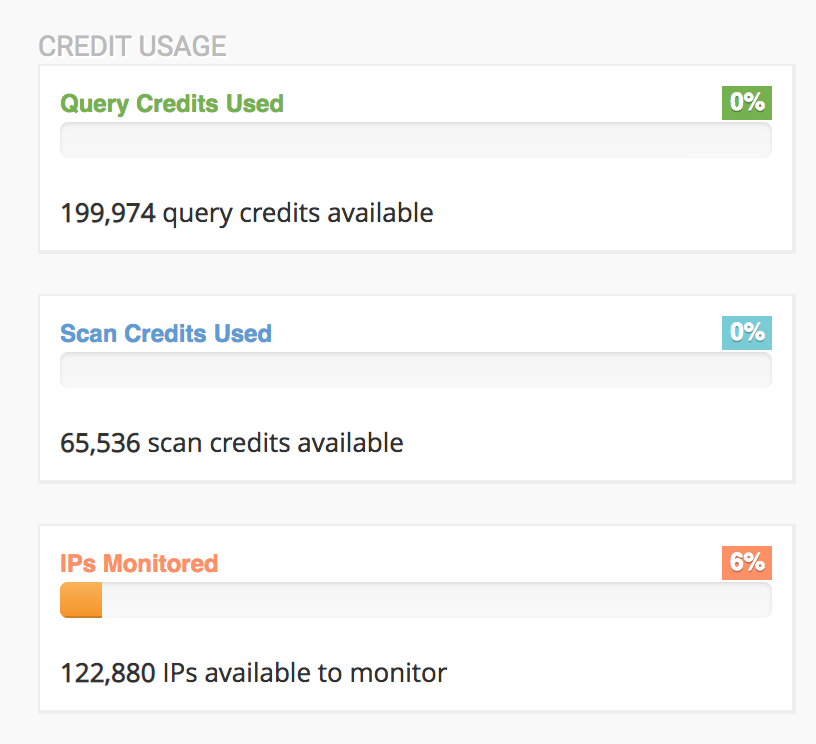 CREDIT USAGE
Query Credits Used 0%
199,974 query credits available
Scan Credits Used 0%
65,536 scan credits available
IPs Monitored 6%
122,880 IPs available to monitor